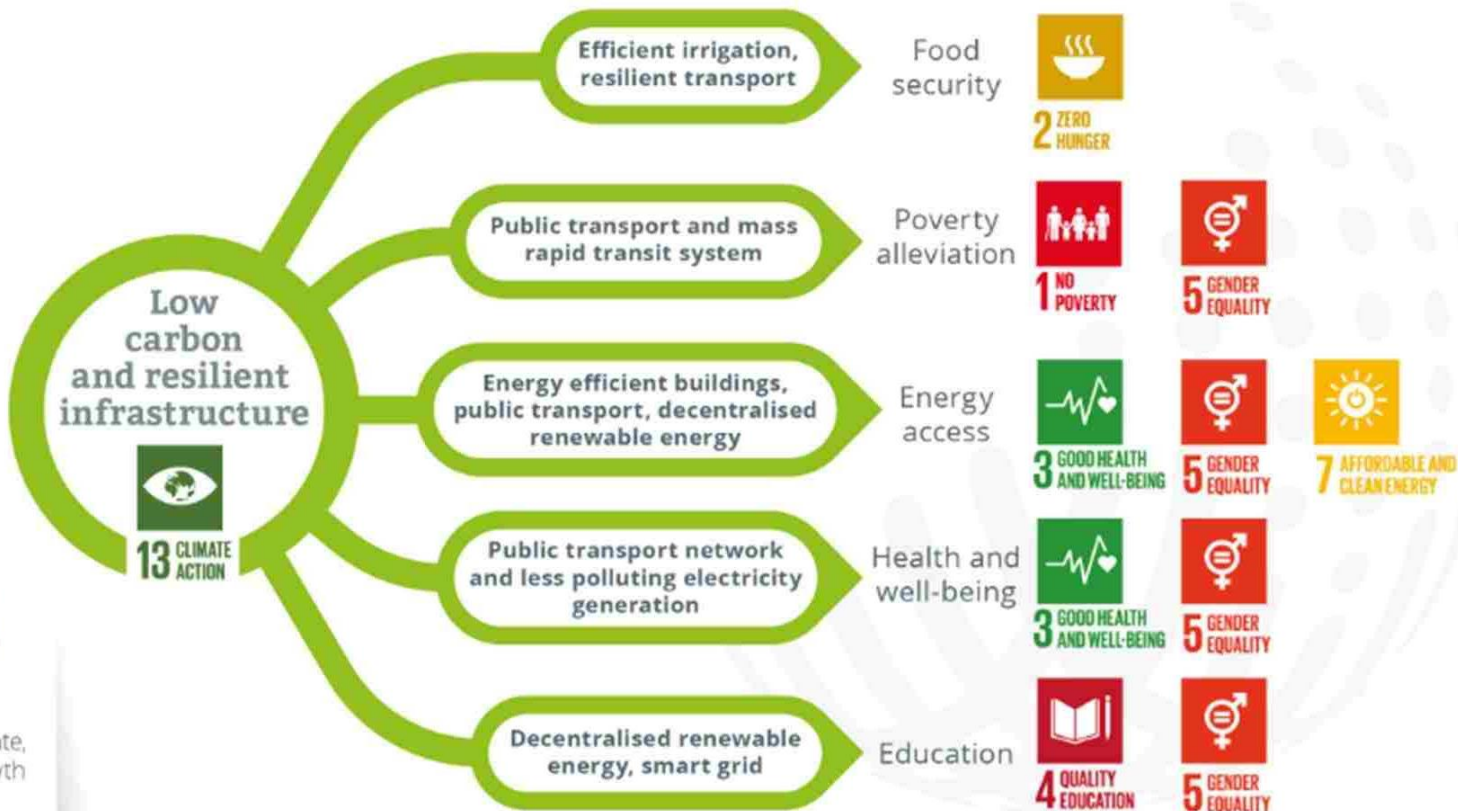 Low
carbon
and resilient
infrastructure
13 CLIMATE
ACTION
Efficient irrigation,
resilient transport
Food
security
2 ZERO
HUNGER
Public transport and mass
rapid transit system
Poverty
alleviation
1 NO
POVERTY
5 GENDER
EQUALITY
Energy efficient buildings,
public transport, decentralised
renewable energy
Energy
access
3 GOOD HEALTH
AND WELL-BEING
5 GENDER
EQUALITY
7 AFFORDABLE AND
CLEAN ENERGY
Public transport network
and less polluting electricity
generation
Health and
well-being
3 GOOD HEALTH
AND WELL-BEING
5 GENDER
EQUALITY
Decentralised renewable
energy, smart grid
Education
4 QUALITY
EDUCATION
5 GENDER
EQUALITY